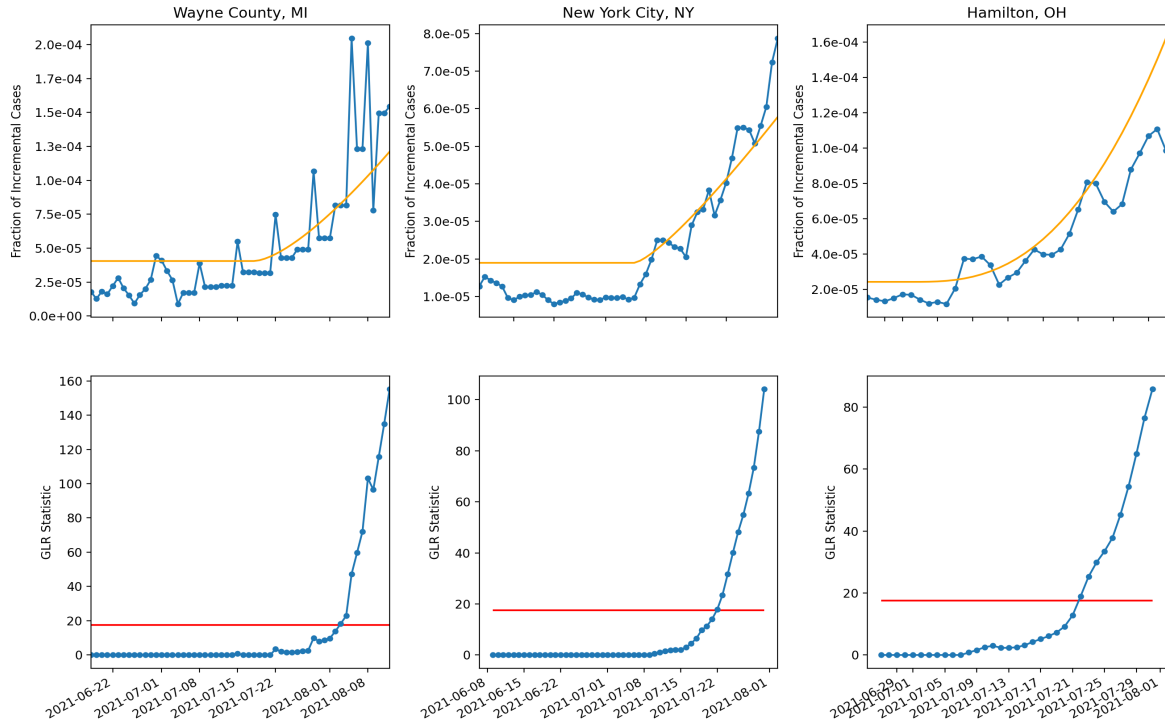 Wayne County, MI
New York City, NY
Hamilton, OH
Fraction of Incremental Cases
2.0e-04
1.7e-04
1.5e-04
1.3e-04
1.0e-04
7.5e-05
5.0e-05
2.5e-05
0.0e+00
Fraction of Incremental Cases
8.0e-05
7.0e-05
6.0e-05
5.0e-05
4.0e-05
3.0e-05
2.0e-05
1.0e-05
Fraction of Incremental Cases
1.6e-04
1.4e-04
1.2e-04
1.0e-04
8.0e-05
6.0e-05
4.0e-05
2.0e-05
GLR Statistic
160
140
120
100
80
60
40
20
0
2021-06-22
2021-07-01
2021-07-08
2021-07-15
2021-07-22
2021-08-01
2021-08-08
GLR Statistic
100
80
60
40
20
0
2021-06-08
2021-06-15
2021-06-22
2021-07-01
2021-07-08
2021-07-15
2021-07-22
2021-08-01
GLR Statistic
80
60
40
20
0
2021-06-29
2021-07-01
2021-07-05
2021-07-09
2021-07-13
2021-07-17
2021-07-21
2021-07-25
2021-07-29
2021-08-01